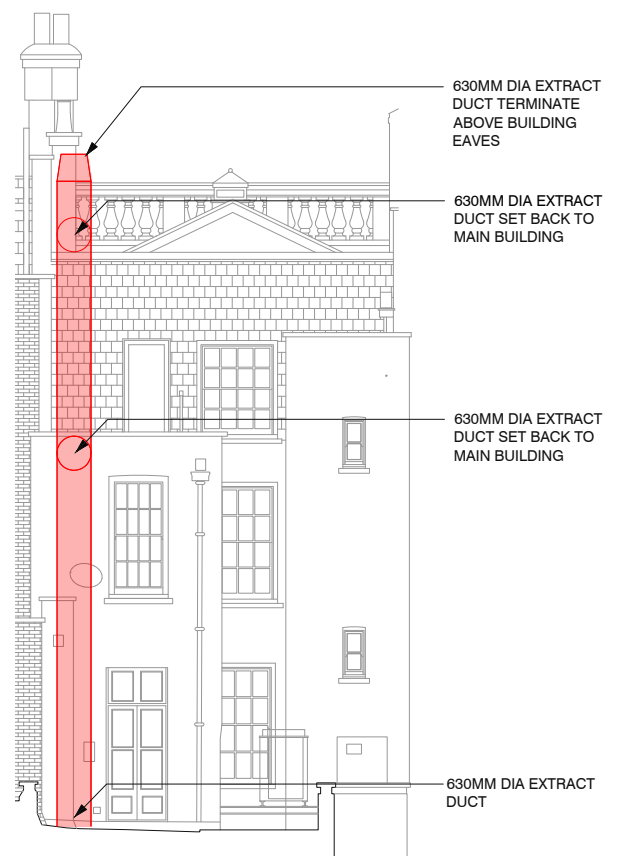 630MM DIA EXTRACT
DUCT TERMINATE
ABOVE BUILDING
EAVES
630MM DIA EXTRACT
DUCT SET BACK TO
MAIN BUILDING
630MM DIA EXTRACT
DUCT SET BACK TO
MAIN BUILDING
630MM DIA EXTRACT
DUCT